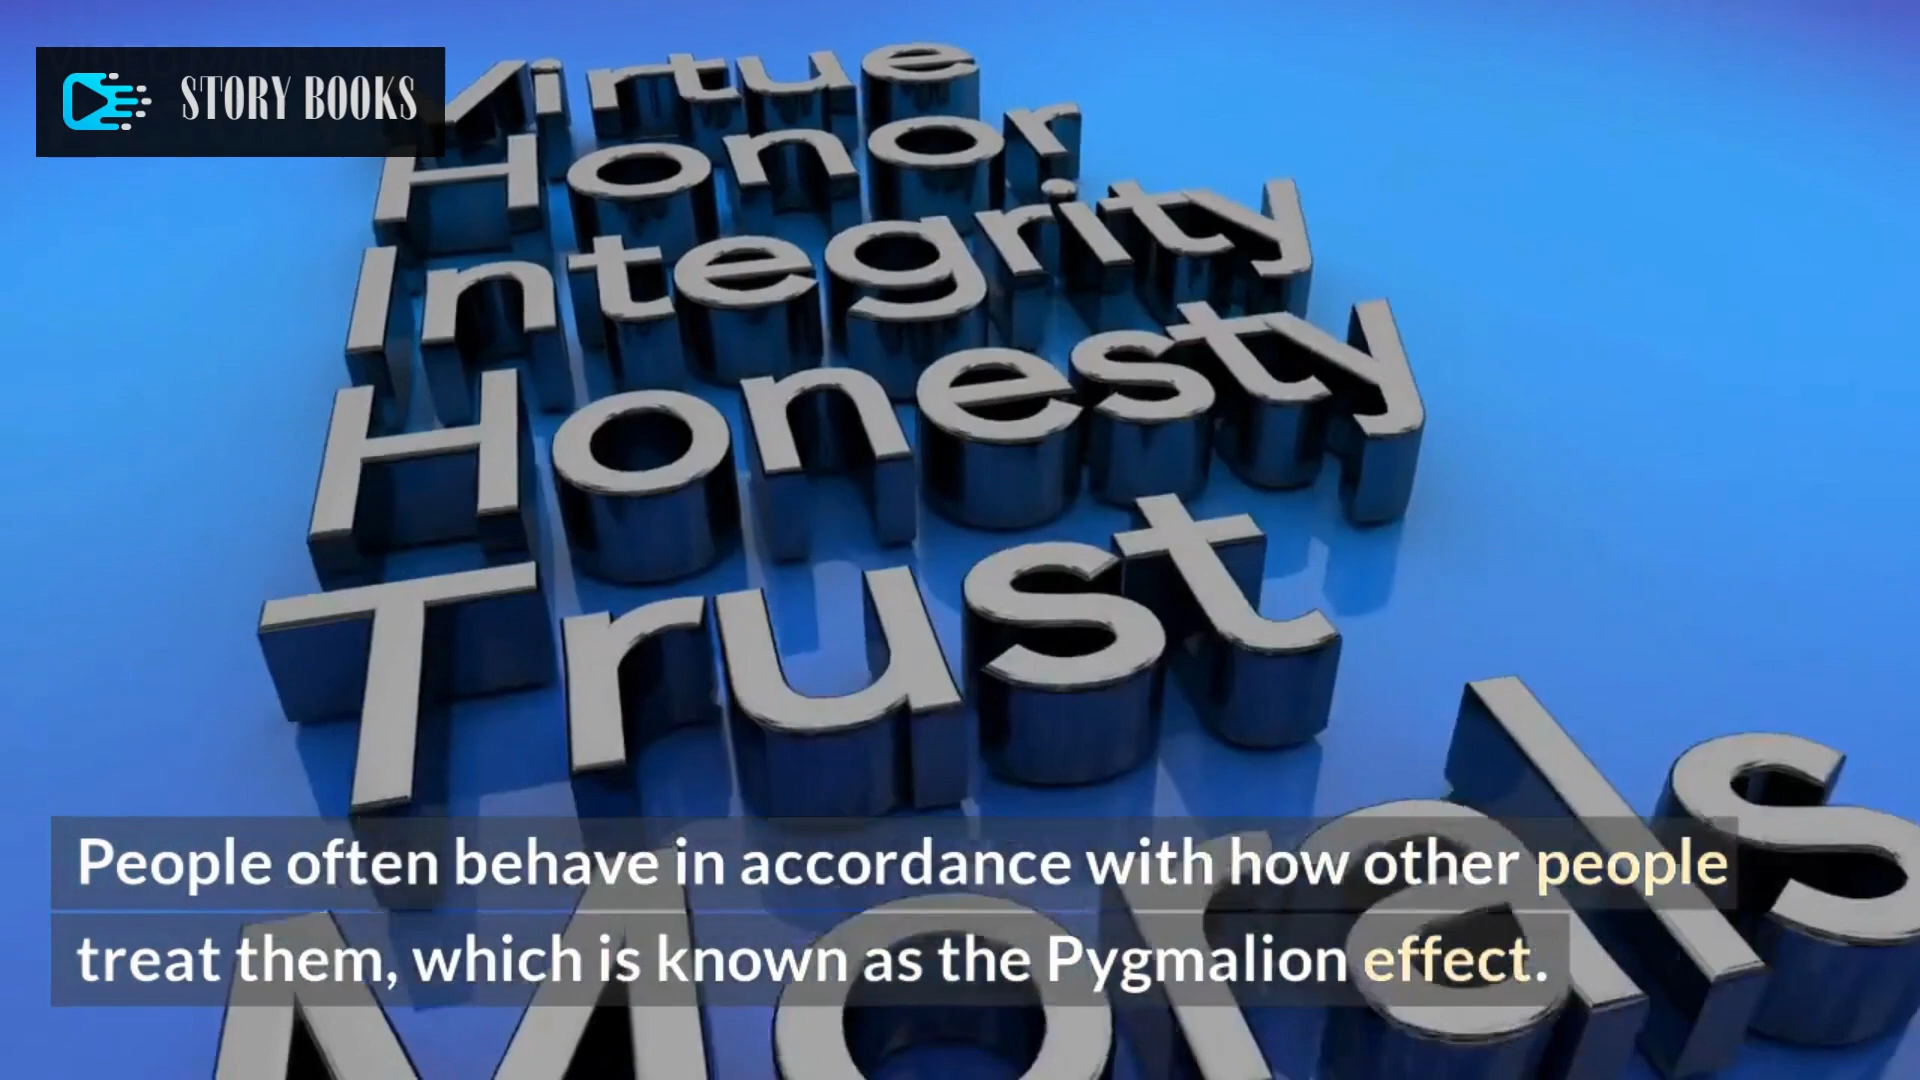 STORY BOOKS
Virtue
Honor
Integrity
Honesty
Trust
Morals
People often behave in accordance with how other people
treat them, which is known as the Pygmalion effect.